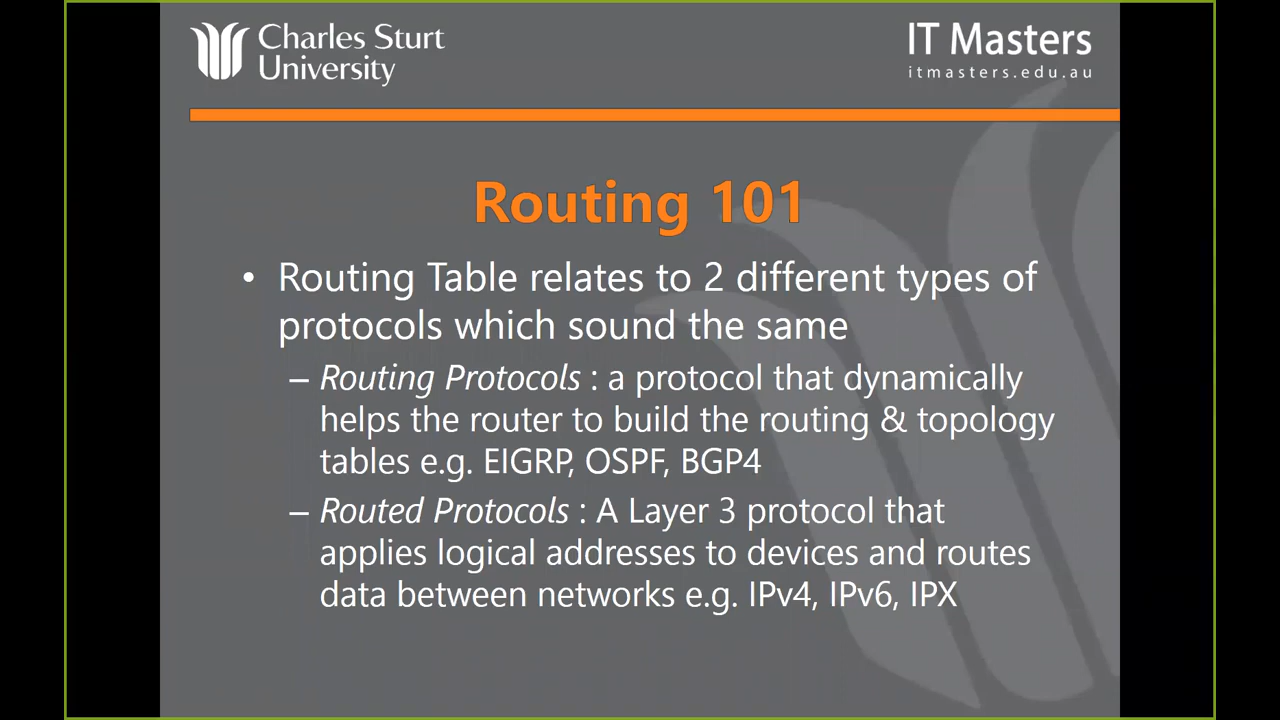 Charles Sturt
University
IT Masters
itmasters.edu.au
Routing 101
• Routing Table relates to 2 different types of
protocols which sound the same
– Routing Protocols : a protocol that dynamically
helps the router to build the routing & topology
tables e.g. EIGRP, OSPF, BGP4
– Routed Protocols : A Layer 3 protocol that
applies logical addresses to devices and routes
data between networks e.g. IPv4, IPv6, IPX